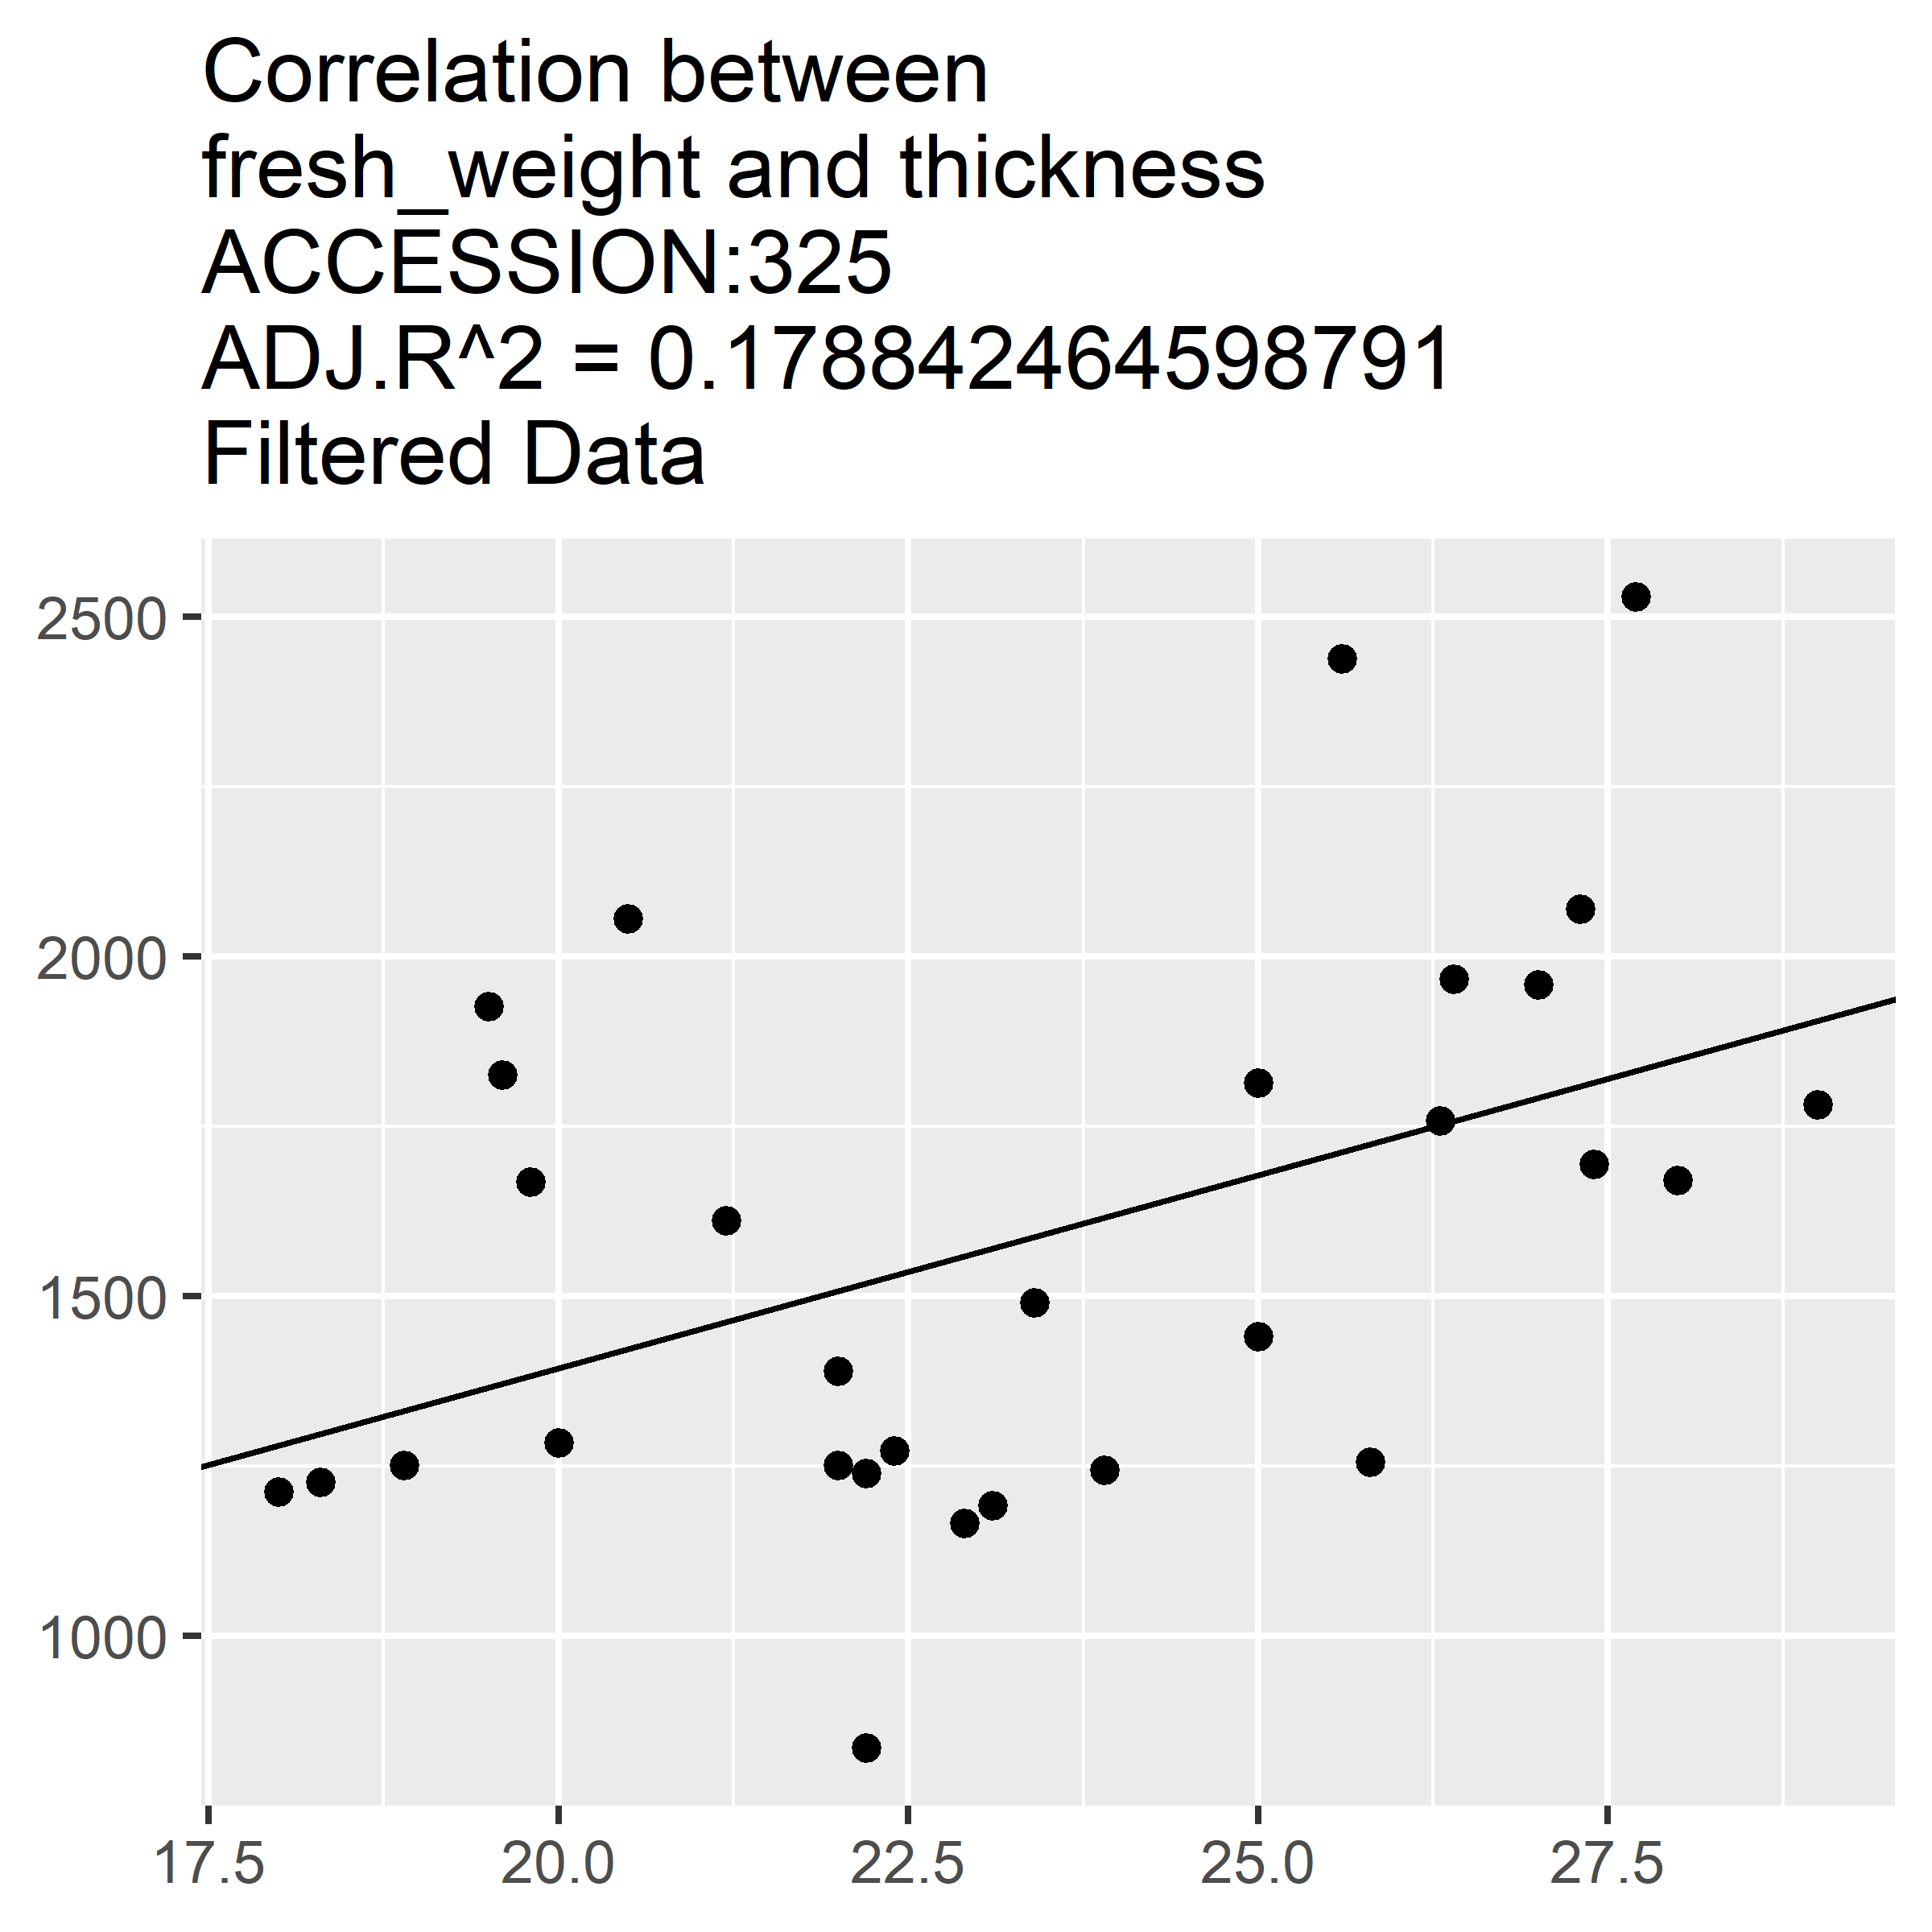 Correlation between
fresh_weight and thickness
ACCESSION:325
ADJ.R^2 = 0.178842464598791
Filtered Data
2500
2000
1500
1000
17.5 20.0 22.5 25.0 27.5